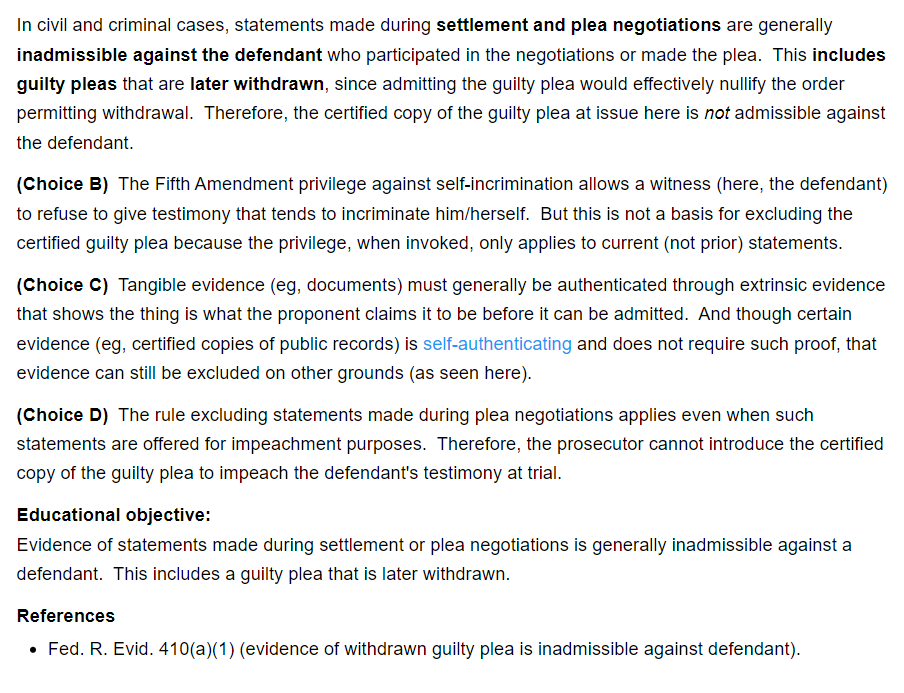 In civil and criminal cases, statements made during settlement and plea negotiations are generally
inadmissible against the defendant who participated in the negotiations or made the plea.  This includes
guilty pleas that are later withdrawn, since admitting the guilty plea would effectively nullify the order
permitting withdrawal.  Therefore, the certified copy of the guilty plea at issue here is not admissible against
the defendant.
(Choice B)  The Fifth Amendment privilege against self-incrimination allows a witness (here, the defendant)
to refuse to give testimony that tends to incriminate him/herself.  But this is not a basis for excluding the
certified guilty plea because the privilege, when invoked, only applies to current (not prior) statements.
(Choice C)  Tangible evidence (eg, documents) must generally be authenticated through extrinsic evidence
that shows the thing is what the proponent claims it to be before it can be admitted.  And though certain
evidence (eg, certified copies of public records) is self-authenticating and does not require such proof, that
evidence can still be excluded on other grounds (as seen here).
(Choice D)  The rule excluding statements made during plea negotiations applies even when such
statements are offered for impeachment purposes.  Therefore, the prosecutor cannot introduce the certified
copy of the guilty plea to impeach the defendant's testimony at trial.
Educational objective:
Evidence of statements made during settlement or plea negotiations is generally inadmissible against a
defendant.  This includes a guilty plea that is later withdrawn.
References
• Fed. R. Evid. 410(a)(1) (evidence of withdrawn guilty plea is inadmissible against defendant).